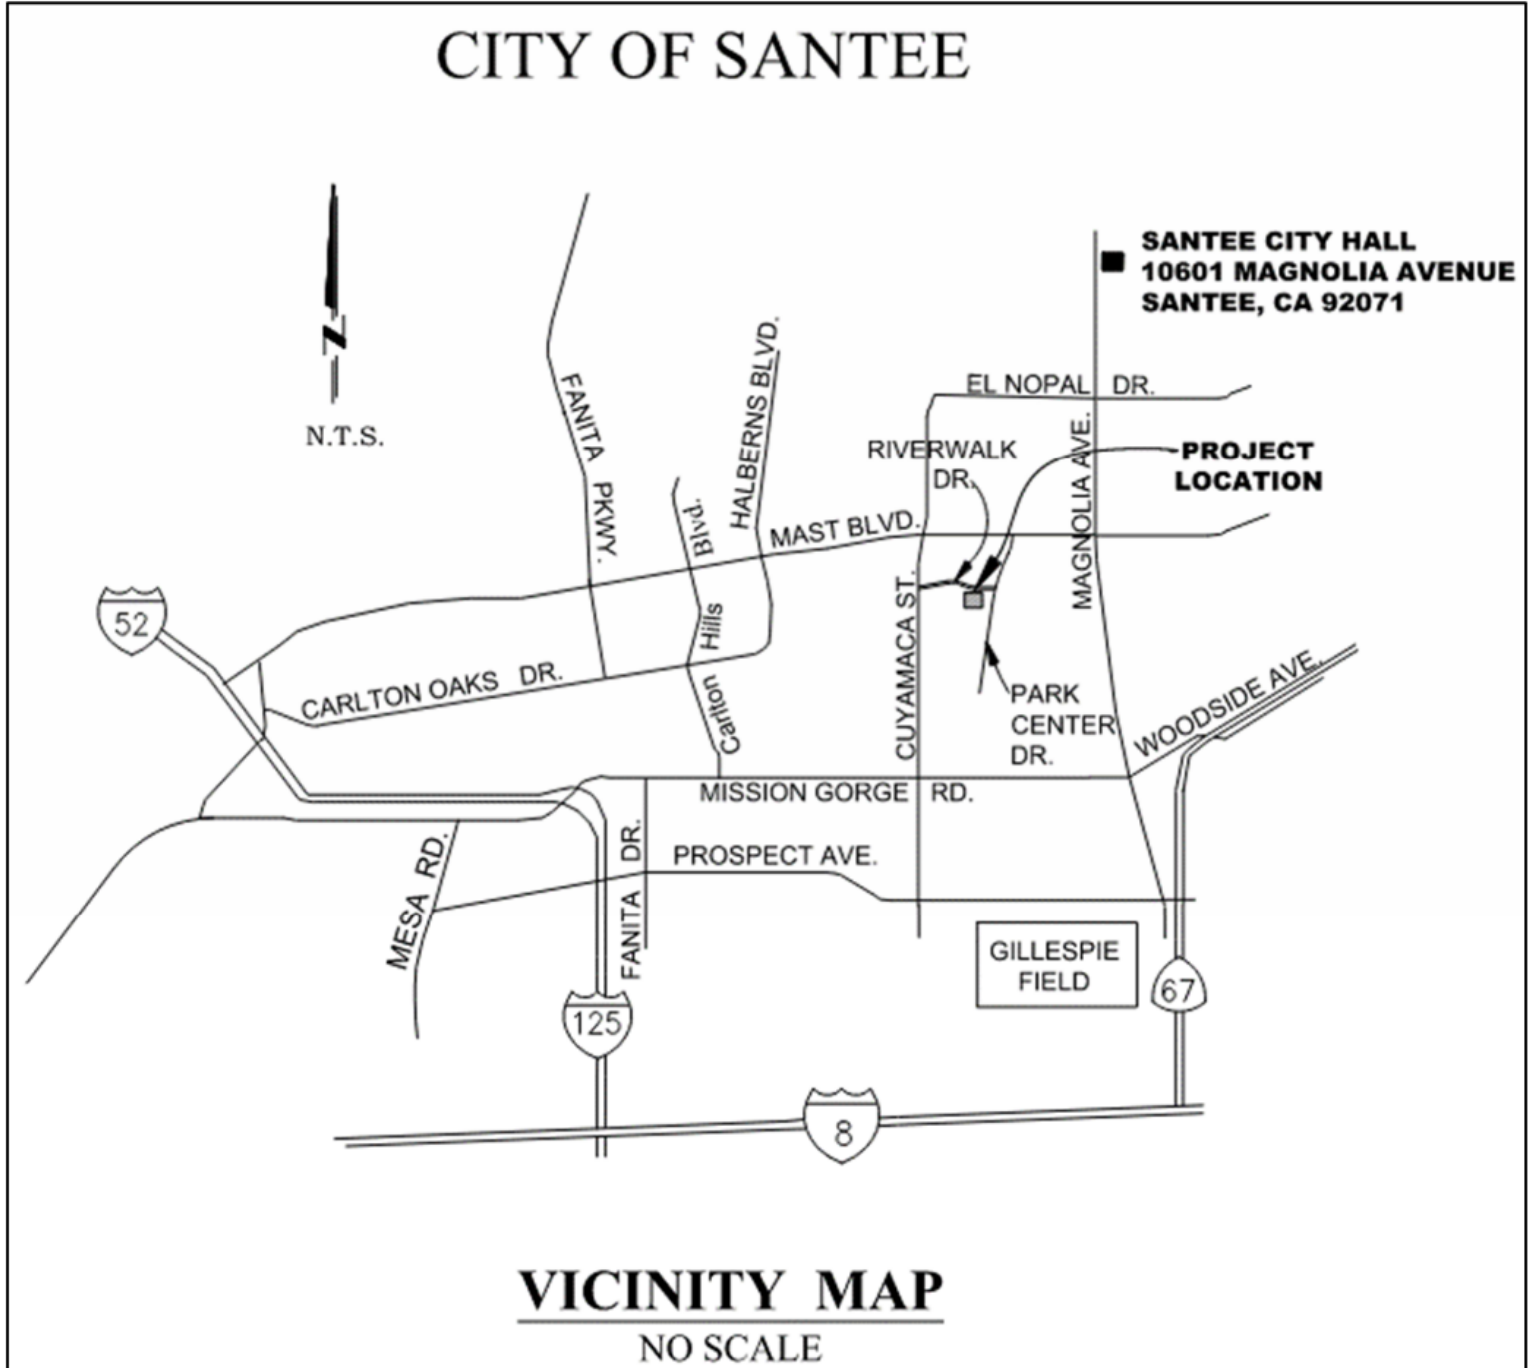 CITY OF SANTEE
SANTEE CITY HALL
10601 MAGNOLIA AVENUE
SANTEE, CA 92071
N
N.T.S.
FANITA PKWY.
HALBERNS BLVD.
EL NOPAL DR.
RIVERWALK
DR.
MAGNOLIA AVE.
PROJECT
LOCATION
Carlton Hills Blvd.
MAST BLVD.
52
CARLTON OAKS DR.
CUYAMACA ST.
PARK
CENTER
DR.
WOODSIDE AVE.
MISSION GORGE RD.
MESA RD.
FANITA DR.
PROSPECT AVE.
GILLESPIE
FIELD
67
125
8
VICINITY MAP
NO SCALE